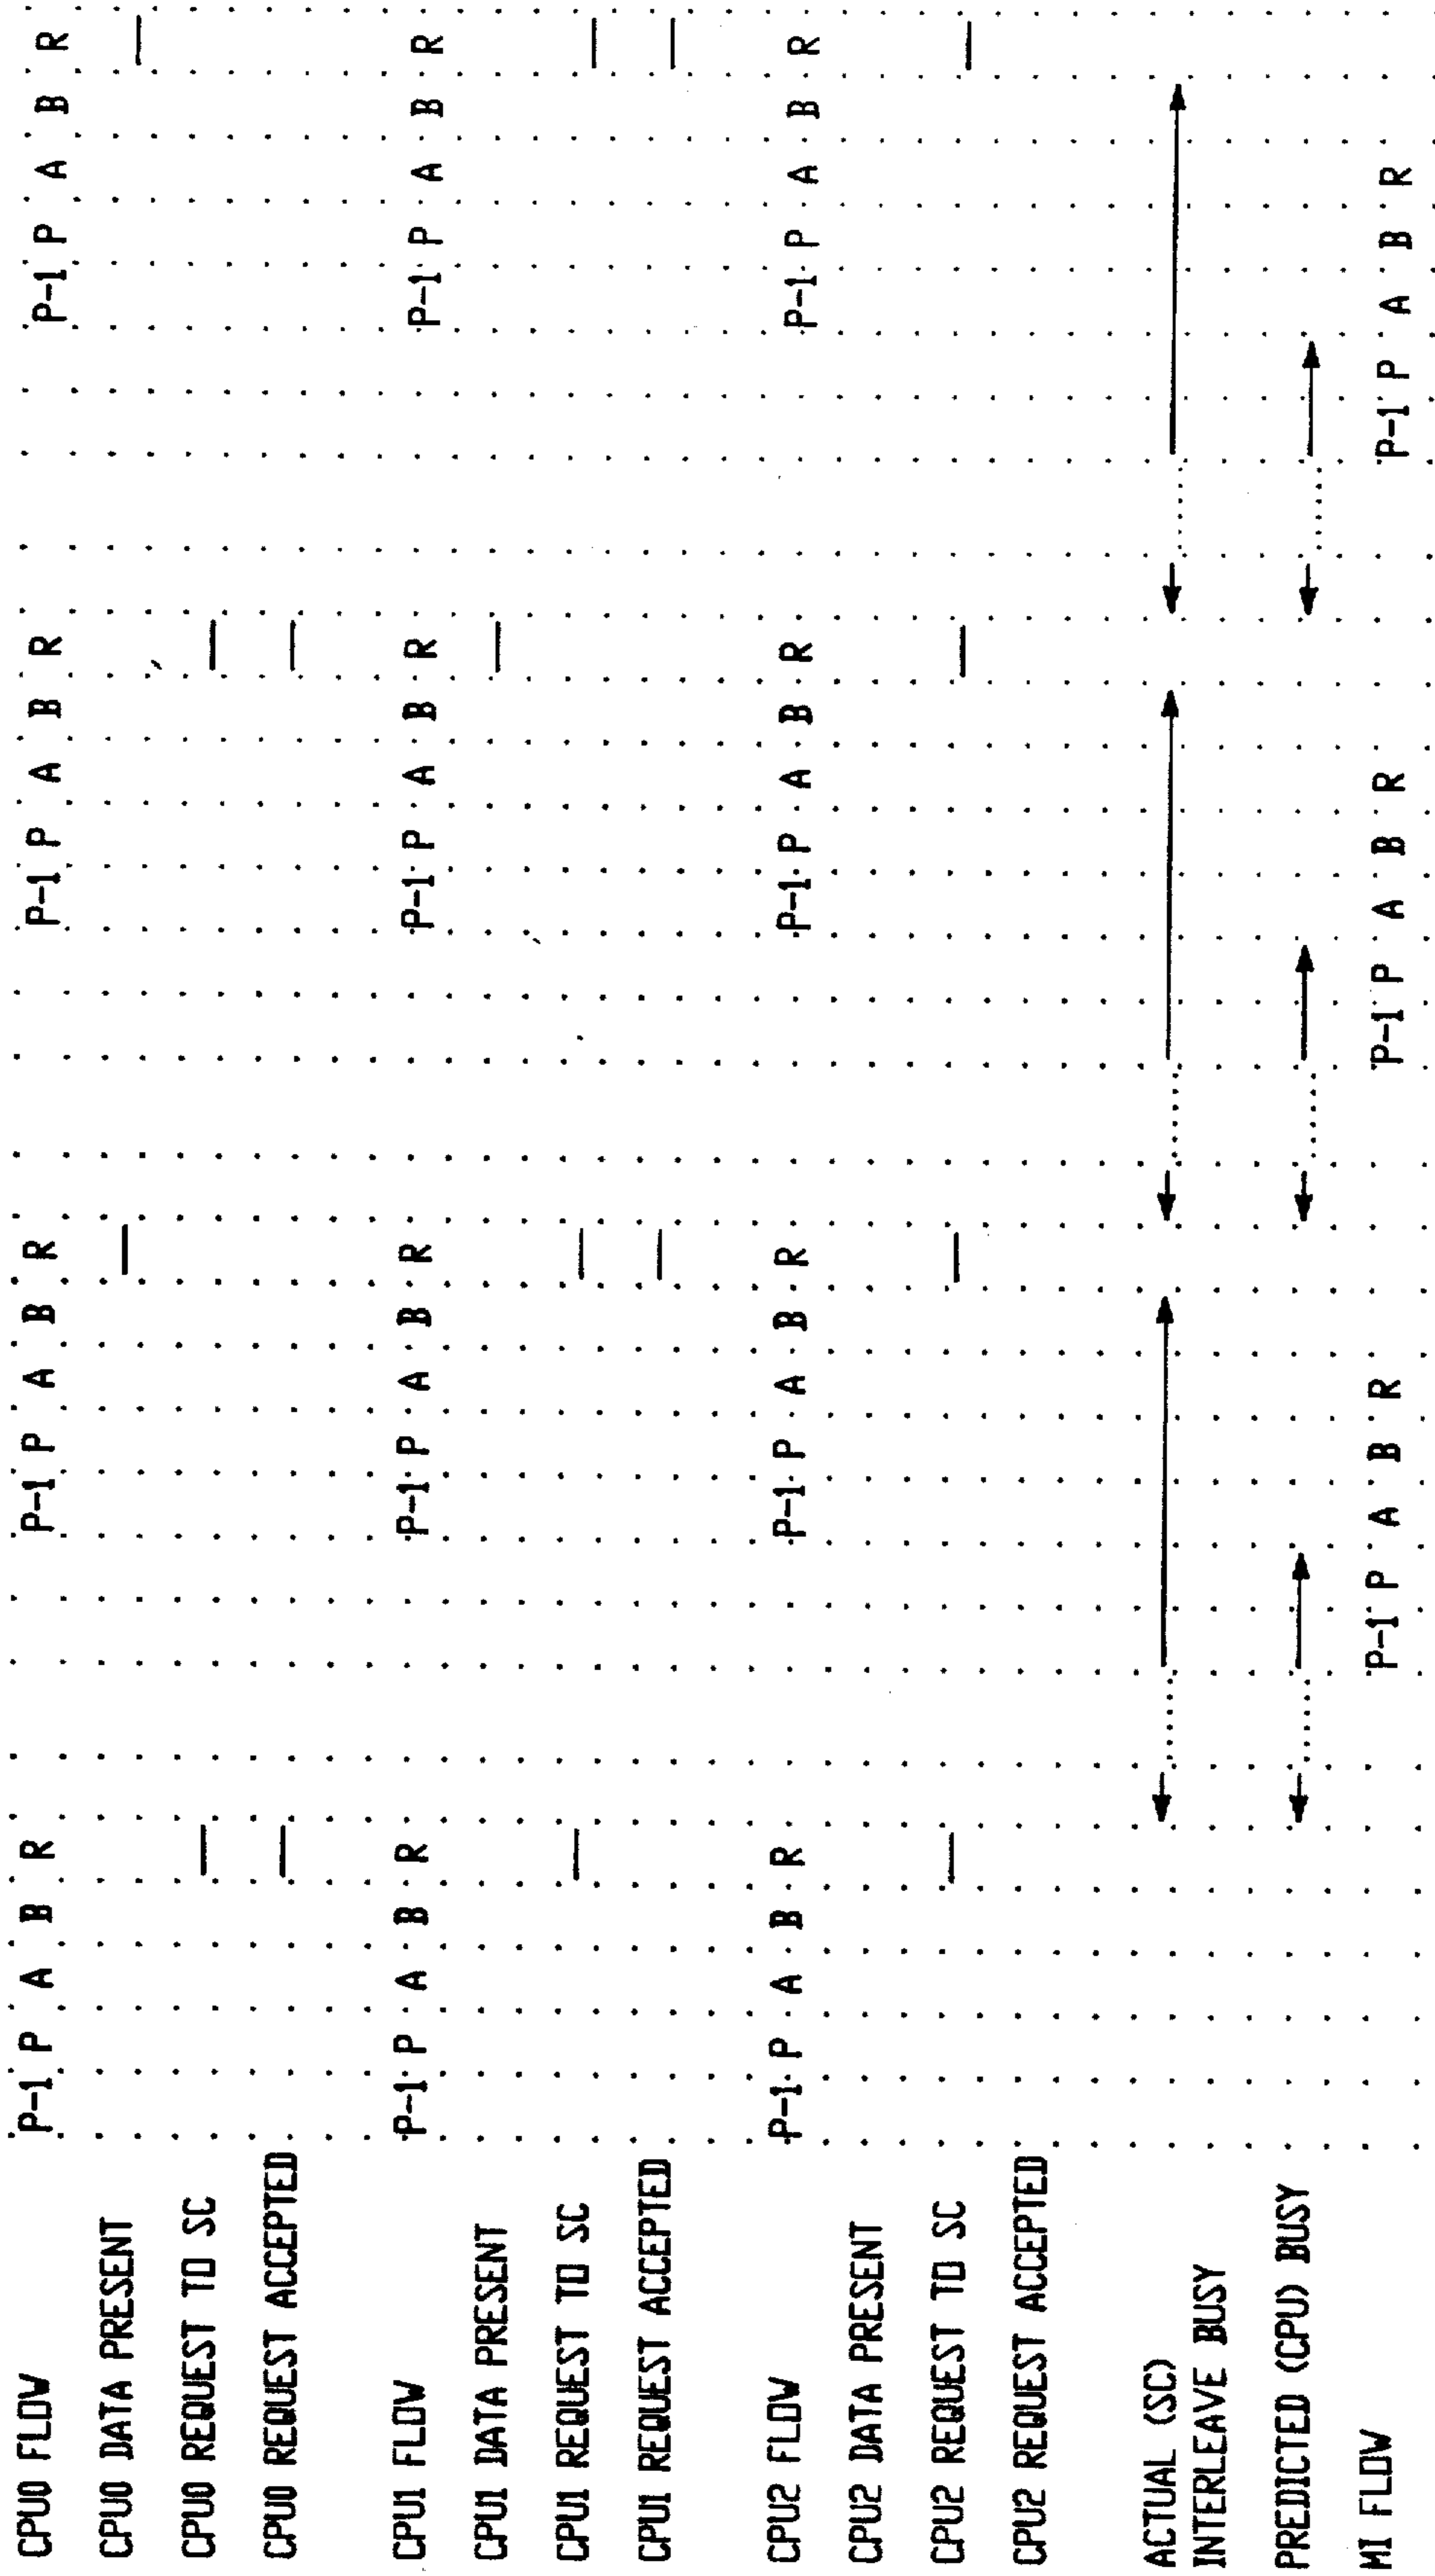 CPU0 FLOW P-1 P A B R P-1 P A B R P-1 P A B R P-1 P A B R
CPU0 DATA PRESENT
CPU0 REQUEST TO SC
CPU0 REQUEST ACCEPTED
CPU1 FLOW P-1 P A B R P-1 P A B R P-1 P A B R P-1 P A B R
CPU1 DATA PRESENT
CPU1 REQUEST TO SC
CPU1 REQUEST ACCEPTED
CPU2 FLOW P-1 P A B R P-1 P A B R P-1 P A B R P-1 P A B R
CPU2 DATA PRESENT
CPU2 REQUEST TO SC
CPU2 REQUEST ACCEPTED
ACTUAL (SC)
INTERLEAVE BUSY
PREDICTED (CPU) BUSY
MI FLOW P-1 P A B R P-1 P A B R P-1 P A B R